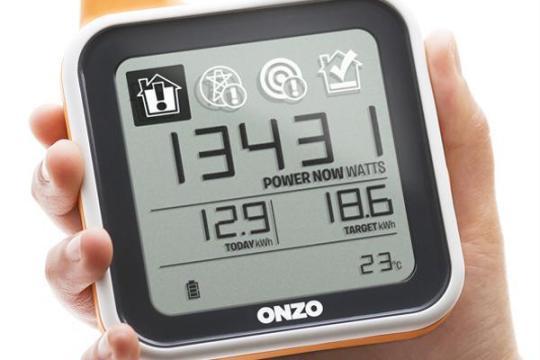 13431
POWER NOW WATTS
12.9 18.6
TODAY kWh TARGET kWh
23°C
ONZO